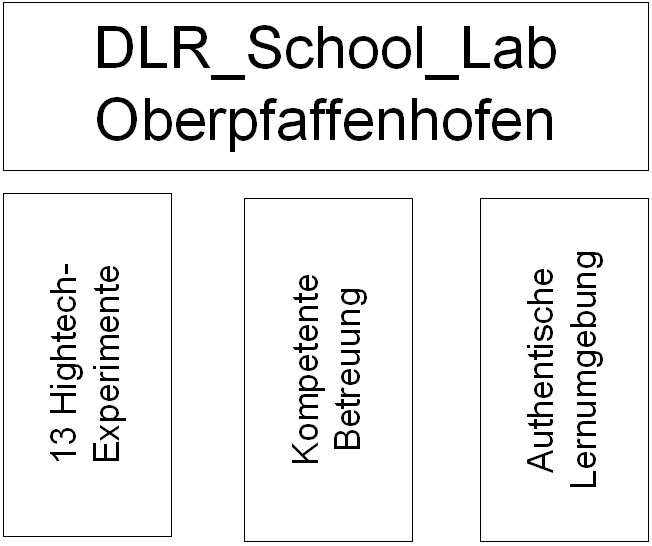 DLR_School_Lab
Oberpfaffenhofen
13 Hightech-
Experimente
Kompetente
Betreuung
Authentische
Lernumgebung